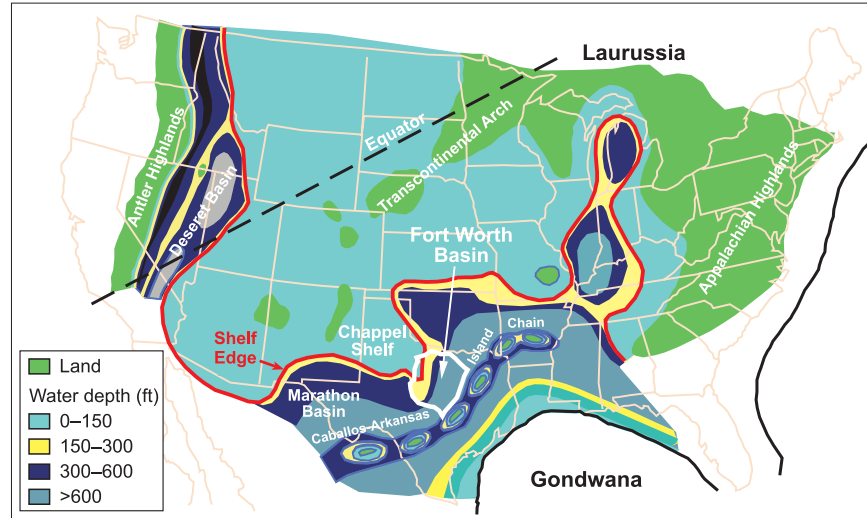 Laurussia
Equator
Transcontinental Arch
Antler Highlands
Deseret Basin
Appalachian Highlands
Fort Worth
Basin
Shelf
Edge
Chappel
Shelf
Island
Chain
Marathon
Basin
Caballos-Arkansas
Gondwana
Land
Water depth (ft)
0–150
150–300
300–600
>600